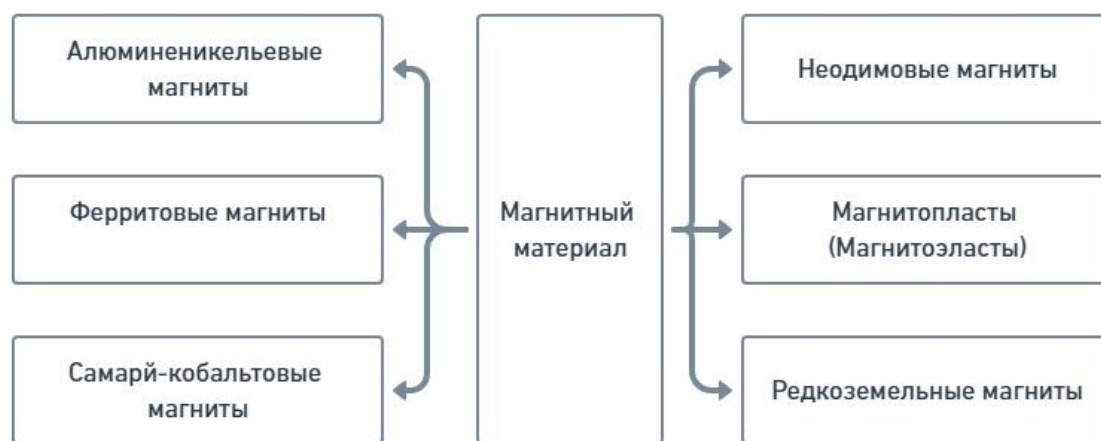 Алюминеникельевые
магниты
Ферритовые магниты
Самарй-кобальтовые
магниты
Магнитный
материал
Неодимовые магниты
Магнитопласты
(Магнитоэласты)
Редкоземельные магниты